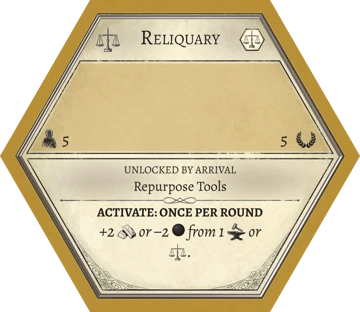 RELIQUARY
5 5
UNLOCKED BY ARRIVAL
Repurpose Tools
ACTIVATE: ONCE PER ROUND
+2 or −2 from 1 or
.